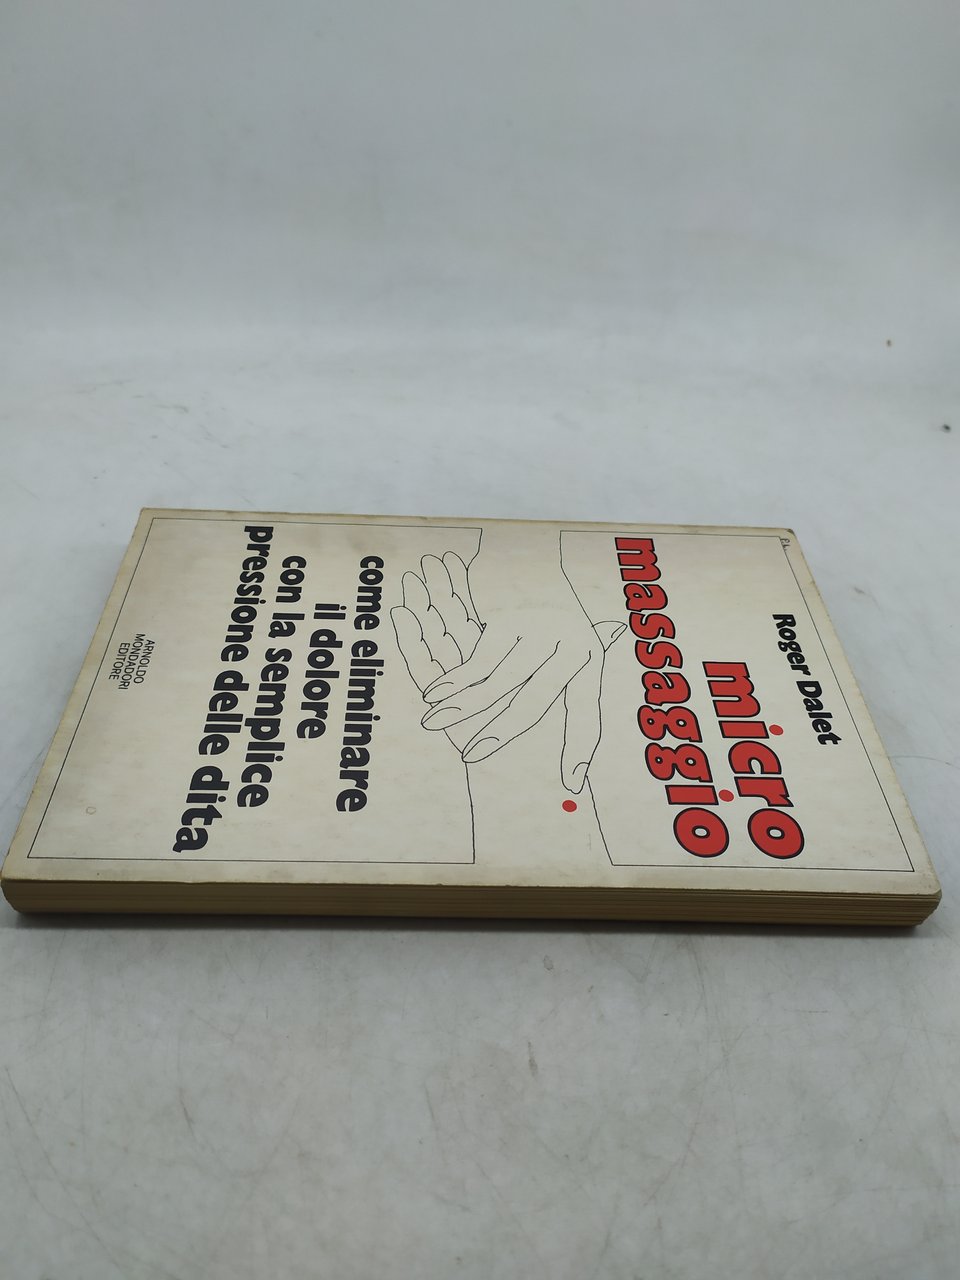 Roger Dalet
micro
massaggio
come eliminare
il dolore
con la semplice
pressione delle dita
ARNOLDO
MONDADORI
EDITORE